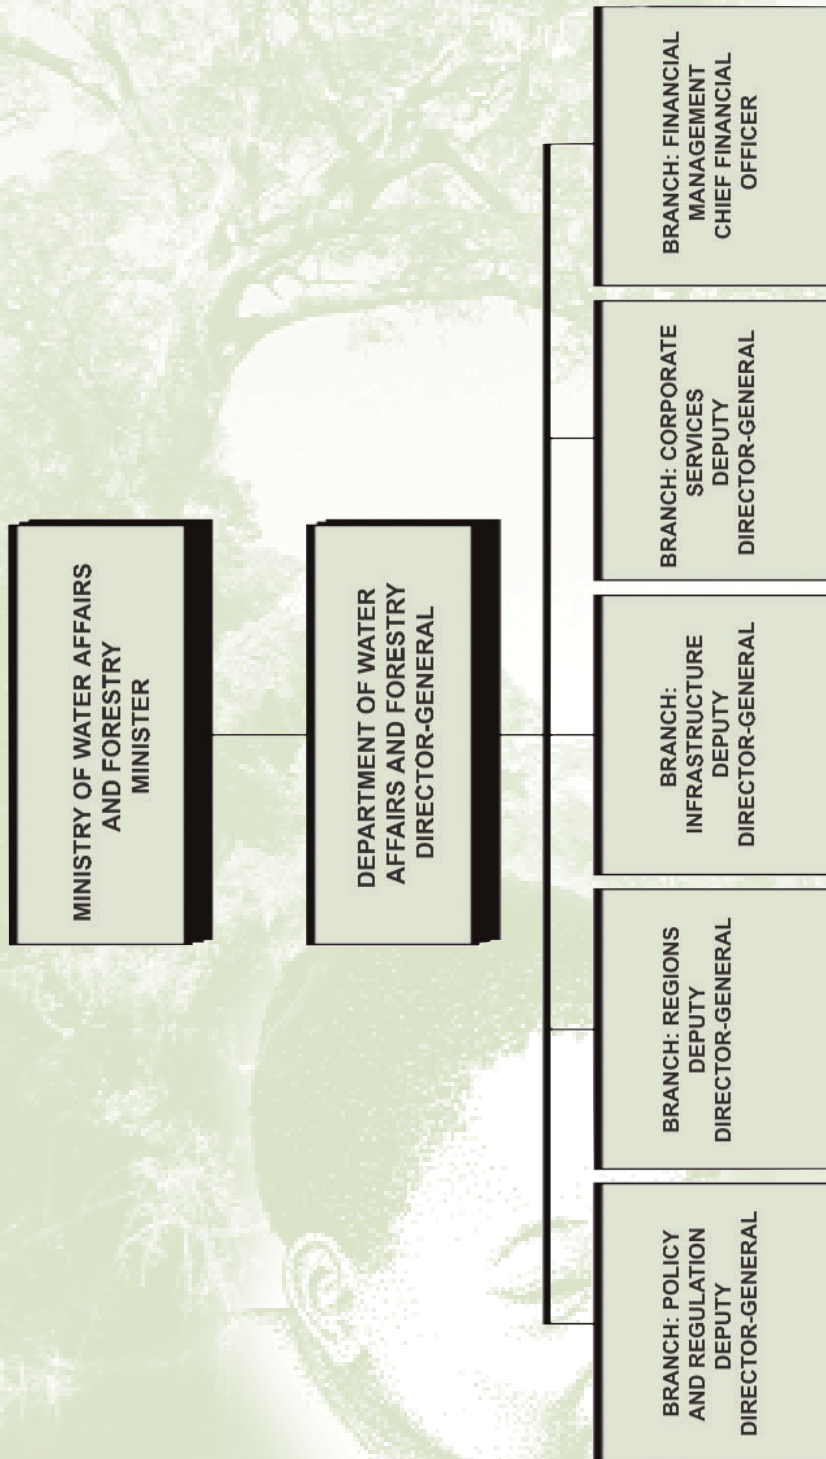 MINISTRY OF WATER AFFAIRS
AND FORESTRY
MINISTER
DEPARTMENT OF WATER
AFFAIRS AND FORESTRY
DIRECTOR-GENERAL
BRANCH: POLICY
AND REGULATION
DEPUTY
DIRECTOR-GENERAL
BRANCH: REGIONS
DEPUTY
DIRECTOR-GENERAL
BRANCH:
INFRASTRUCTURE
DEPUTY
DIRECTOR-GENERAL
BRANCH: CORPORATE
SERVICES
DEPUTY
DIRECTOR-GENERAL
BRANCH: FINANCIAL
MANAGEMENT
CHIEF FINANCIAL
OFFICER